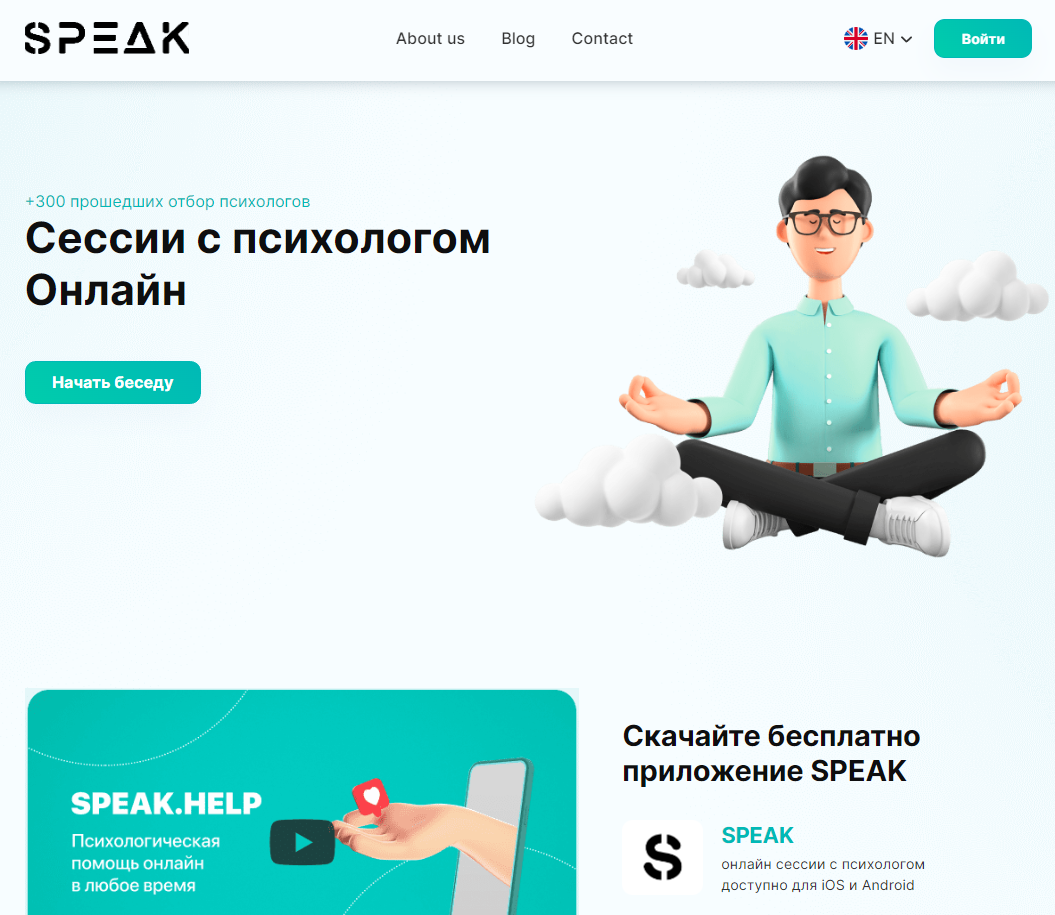 SPEAK
About us
Blog
Contact
EN
Войти
+300 прошедших отбор психологов
Сессии с психологом
Онлайн
Начать беседу
SPEAK.HELP
Психологическая
помощь онлайн
в любое время
Скачайте бесплатно
приложение SPEAK
S
SPEAK
онлайн сессии с психологом
доступно для iOS и Android